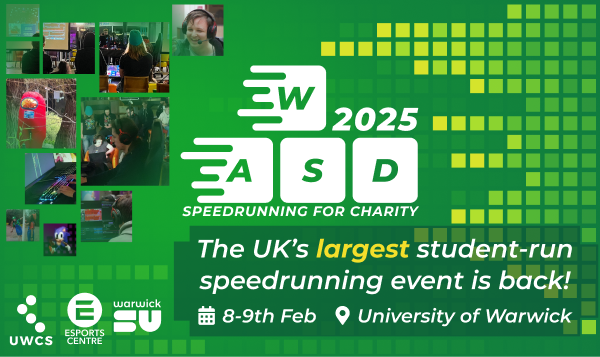 W
2025
A S D
SPEEDRUNNING FOR CHARITY
The UK's largest student-run
speedrunning event is back!
8-9th Feb University of Warwick
UWCS
E
ESPORTS
CENTRE
warwick
SU